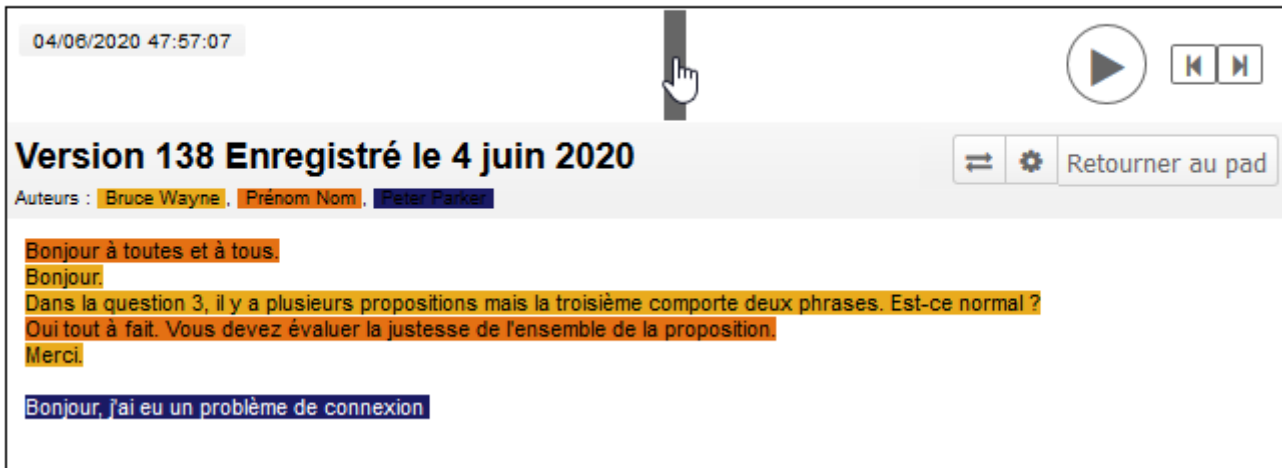 04/06/2020 47:57:07
Version 138 Enregistré le 4 juin 2020
Retourner au pad
Auteurs : Bruce Wayne, Prénom Nom, Peter Parker
Bonjour à toutes et à tous.
Bonjour.
Dans la question 3, il y a plusieurs propositions mais la troisième comporte deux phrases. Est-ce normal ?
Oui tout à fait. Vous devez évaluer la justesse de l'ensemble de la proposition.
Merci.
Bonjour, j'ai eu un problème de connexion